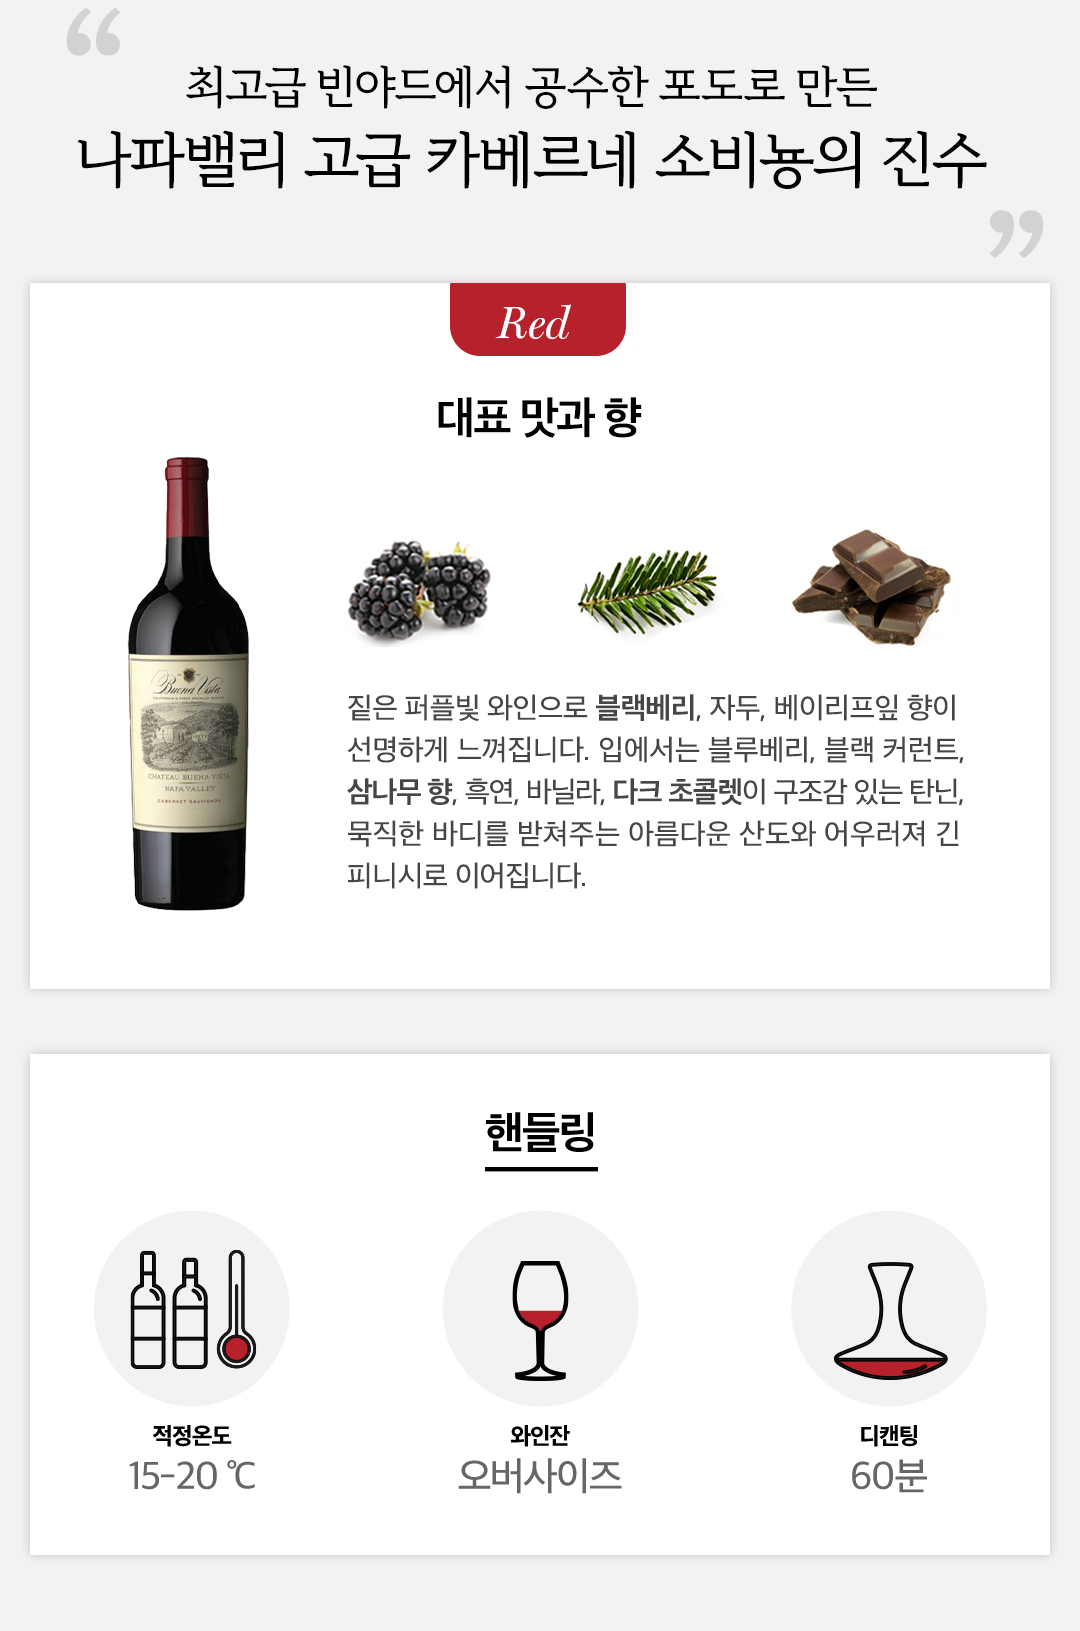 “
최고급 빈야드에서 공수한 포도로 만든
나파밸리 고급 카베르네 소비뇽의 진수
”
Red
대표 맛과 향
Buena Vista
CHATEAU BUENA VISTA
NAPA VALLEY
CABERNET SAUVIGNON
짙은 퍼플빛 와인으로 블랙베리, 자두, 베이리프잎 향이
선명하게 느껴집니다. 입에서는 블루베리, 블랙 커런트,
삼나무 향, 흑연, 바닐라, 다크 초콜렛이 구조감 있는 탄닌,
묵직한 바디를 받쳐주는 아름다운 산도와 어우러져 긴
피니시로 이어집니다.
핸들링
적정온도
15-20 ℃
와인잔
오버사이즈
디캔팅
60분